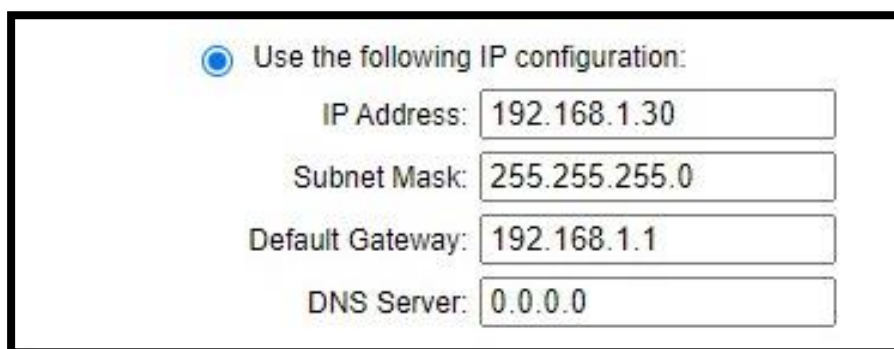 Use the following IP configuration:
IP Address: 192.168.1.30
Subnet Mask: 255.255.255.0
Default Gateway: 192.168.1.1
DNS Server: 0.0.0.0